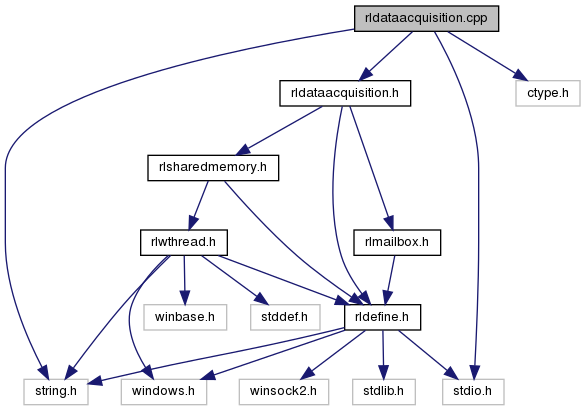 rldataacquisition.cpp
rldataacquisition.h
ctype.h
rlsharedmemory.h
rlwthread.h
rlmailbox.h
winbase.h
stddef.h
rldefine.h
string.h
windows.h
winsock2.h
stdlib.h
stdio.h